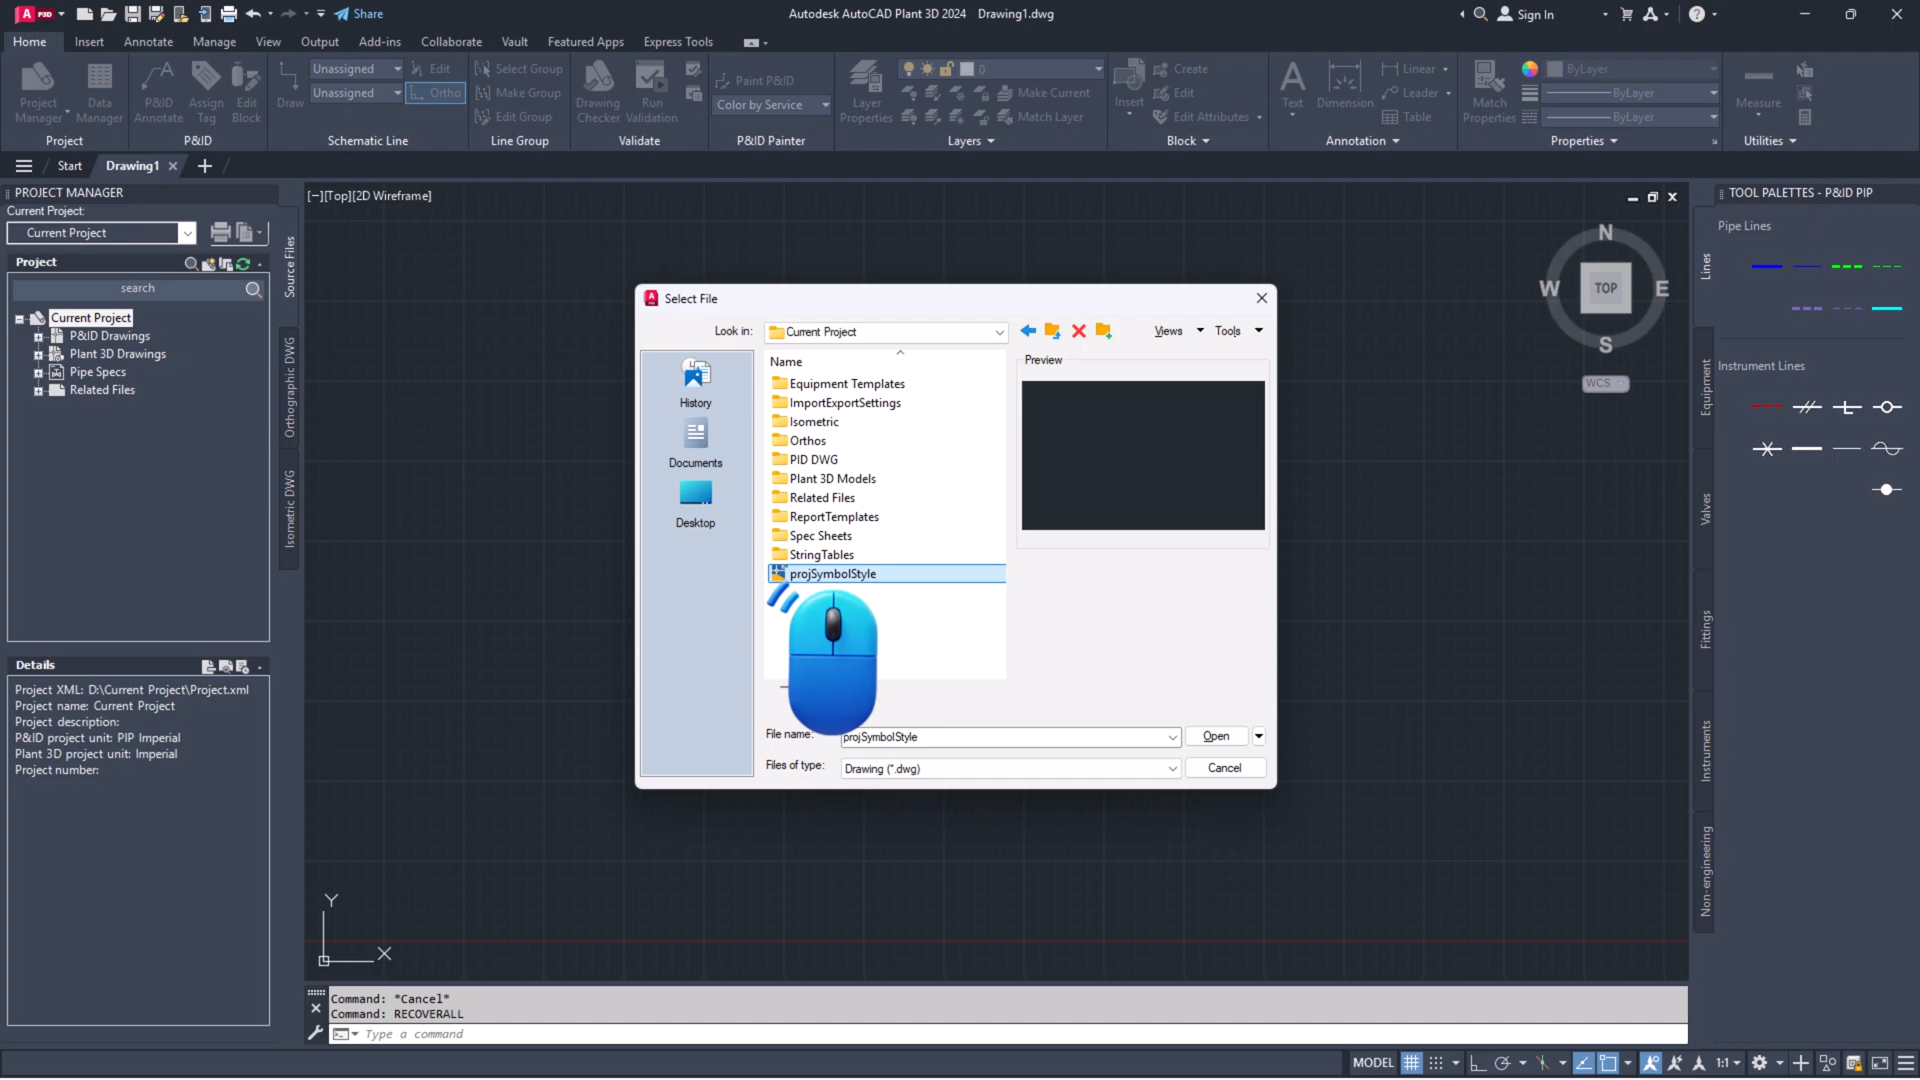 A P3D Share Autodesk AutoCAD Plant 3D 2024 Drawing1.dwg Sign In
Home Insert Annotate Manage View Output Add-ins Collaborate Vault Featured Apps Express Tools
Project Manager
Data Manager
Project
P&ID Annotate
Assign Tag
Edit Block
P&ID
Draw
Unassigned
Edit
Unassigned
Ortho
Schematic Line
Select Group
Make Group
Edit Group
Line Group
Drawing Checker
Run Validation
Validate
Paint P&ID
Color by Service
P&ID Painter
Layer Properties
0
Make Current
Match Layer
Layers
Insert
Create
Edit
Edit Attributes
Block
Text
Dimension
Linear
Leader
Table
Annotation
Match Properties
ByLayer
ByLayer
ByLayer
Properties
Measure
Utilities
Start Drawing1
PROJECT MANAGER
Current Project:
Current Project
Project
search
Current Project
P&ID Drawings
Plant 3D Drawings
Pipe Specs
Related Files
Source Files
Orthographic DWG
Isometric DWG
Details
Project XML: D:\Current Project\Project.xml
Project name: Current Project
Project description:
P&ID project unit: PIP Imperial
Plant 3D project unit: Imperial
Project number:
[−][Top][2D Wireframe]
Select File
Look in: Current Project
Views Tools
History
Documents
Desktop
Name
Equipment Templates
ImportExportSettings
Isometric
Orthos
PID DWG
Plant 3D Models
Related Files
ReportTemplates
Spec Sheets
StringTables
projSymbolStyle
Preview
File name: projSymbolStyle
Open
Files of type: Drawing (*.dwg)
Cancel
N
W TOP E
S
WCS
Y
X
Command: *Cancel*
Command: RECOVERALL
Type a command
TOOL PALETTES - P&ID PIP
Pipe Lines
Instrument Lines
Lines
Equipment
Valves
Fittings
Instruments
Non-engineering
MODEL 1:1